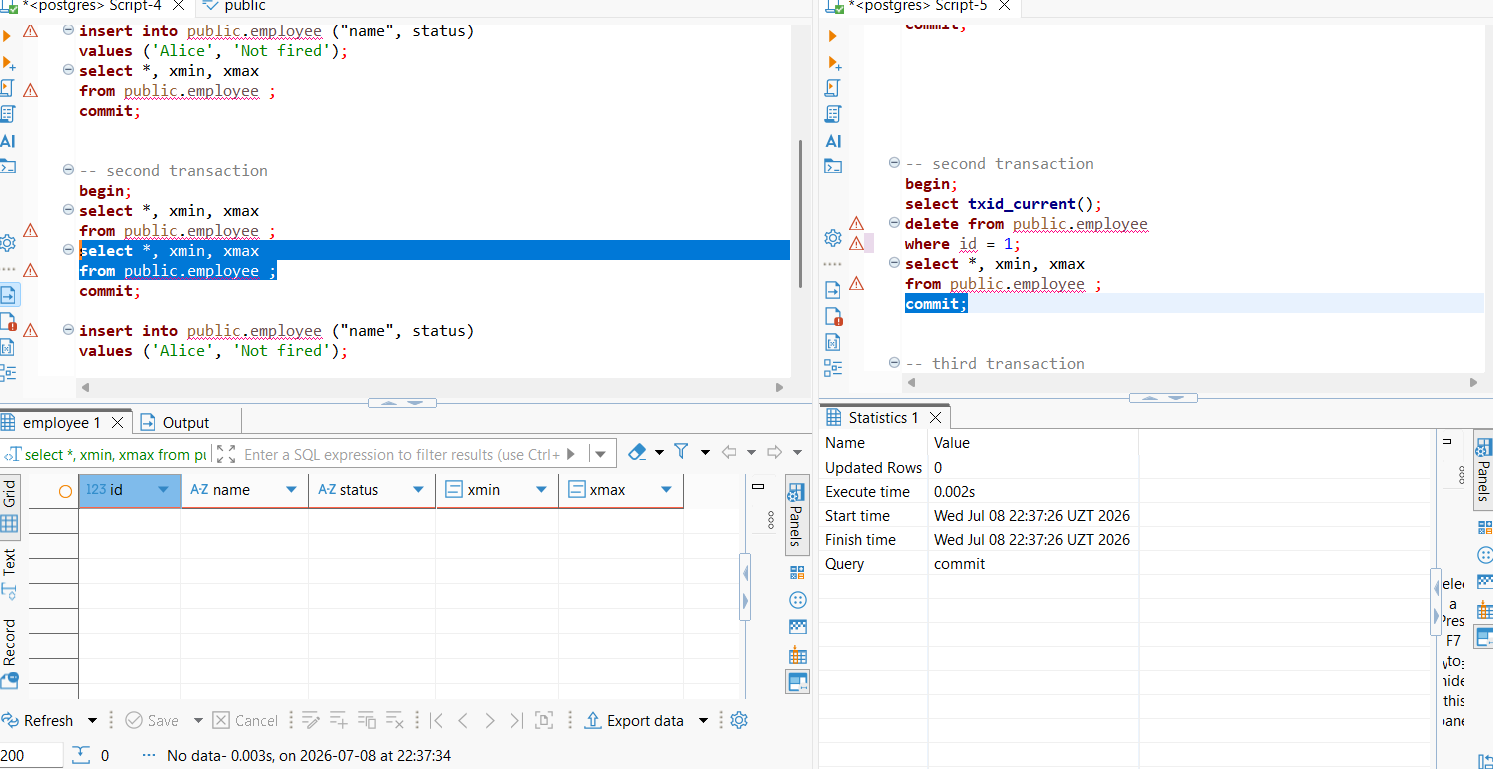 *<postgres> Script-4
public
insert into public.employee ("name", status)
values ('Alice', 'Not fired');
select *, xmin, xmax
from public.employee ;
commit;
-- second transaction
begin;
select *, xmin, xmax
from public.employee ;
select *, xmin, xmax
from public.employee ;
commit;
insert into public.employee ("name", status)
values ('Alice', 'Not fired');
AI
employee 1
Output
select *, xmin, xmax from pu
Enter a SQL expression to filter results (use Ctrl+
Grid
Text
Record
123 id
A-Z name
A-Z status
xmin
xmax
Panels
Refresh
Save
Cancel
Export data
200
0
No data- 0.003s, on 2026-07-08 at 22:37:34
*<postgres> Script-5
commit;
AI
-- second transaction
begin;
select txid_current();
delete from public.employee
where id = 1;
select *, xmin, xmax
from public.employee ;
commit;
-- third transaction
Statistics 1
Name Value
Updated Rows 0
Execute time 0.002s
Start time Wed Jul 08 22:37:26 UZT 2026
Finish time Wed Jul 08 22:37:26 UZT 2026
Query commit
Panels
a
F7
to
this